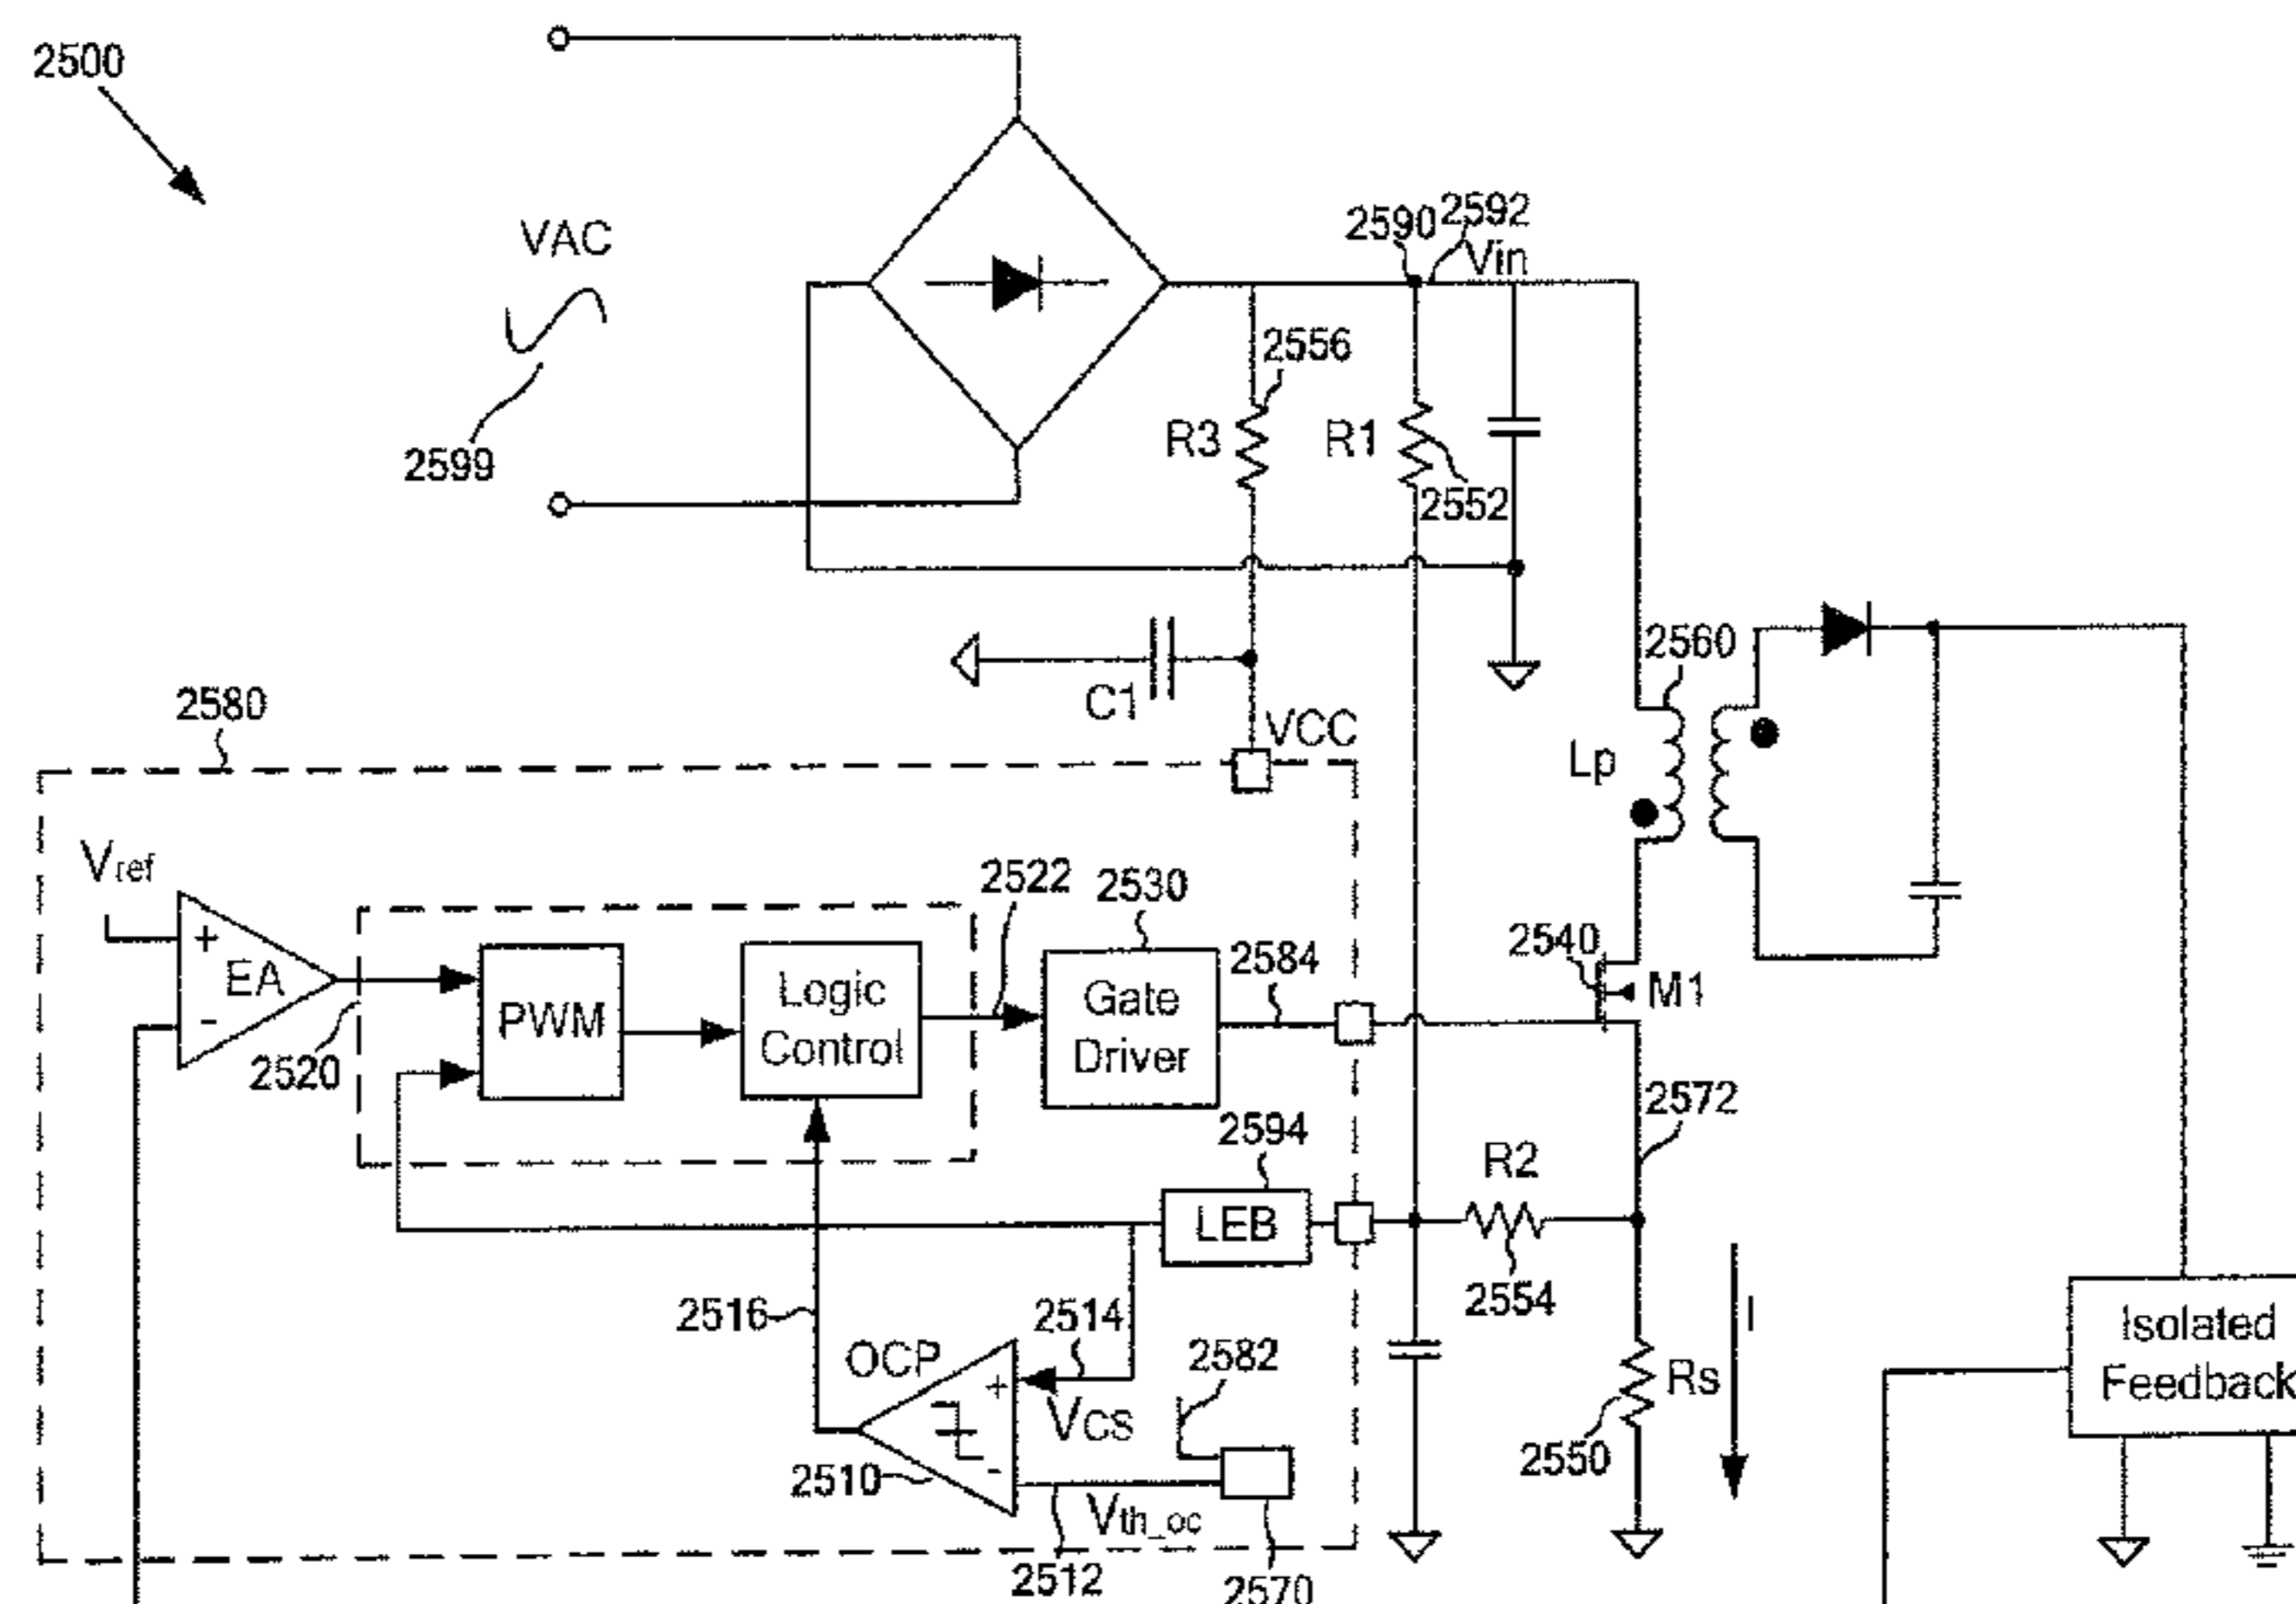 2500
VAC
2599
2590
2592
Vin
2556
R3
R1
2552
C1
VCC
2560
Lp
2580
Vref
+
EA
-
2520
PWM
Logic
Control
2522
2530
Gate
Driver
2584
2540
M1
2572
2594
LEB
R2
2554
2516
OCP
2514
+
VCS
-
2510
2582
Vth_oc
2512
2570
I
Rs
2550
Isolated
Feedback